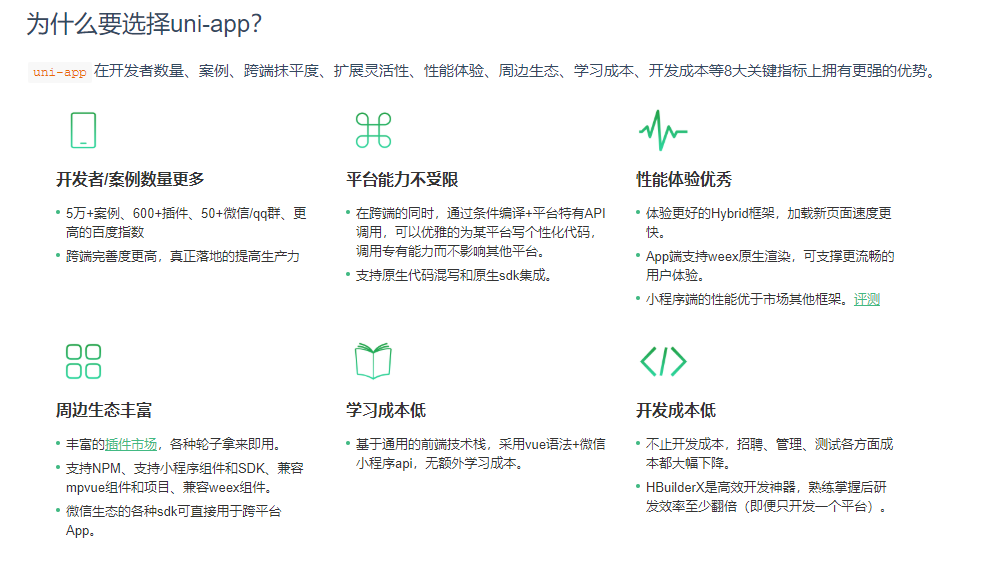 为什么要选择uni-app?
uni-app 在开发者数量、案例、跨端抹平度、扩展灵活性、性能体验、周边生态、学习成本、开发成本等8大关键指标上拥有更强的优势。
开发者/案例数量更多
5万+案例、600+插件、50+微信/qq群、更
高的百度指数
跨端完善度更高，真正落地的提高生产力
平台能力不受限
在跨端的同时，通过条件编译+平台特有API
调用，可以优雅的为某平台写个性化代码，
调用专有能力而不影响其他平台。
支持原生代码混写和原生sdk集成。
性能体验优秀
体验更好的Hybrid框架，加载新页面速度更
快。
App端支持weex原生渲染，可支撑更流畅的
用户体验。
小程序端的性能优于市场其他框架。评测
周边生态丰富
丰富的插件市场，各种轮子拿来即用。
支持NPM、支持小程序组件和SDK、兼容
mpvue组件和项目、兼容weex组件。
微信生态的各种sdk可直接用于跨平台
App。
学习成本低
基于通用的前端技术栈，采用vue语法+微信
小程序api，无额外学习成本。
开发成本低
不止开发成本，招聘、管理、测试各方面成
本都大幅下降。
HBuilderX是高效开发神器，熟练掌握后研
发效率至少翻倍（即便只开发一个平台）。